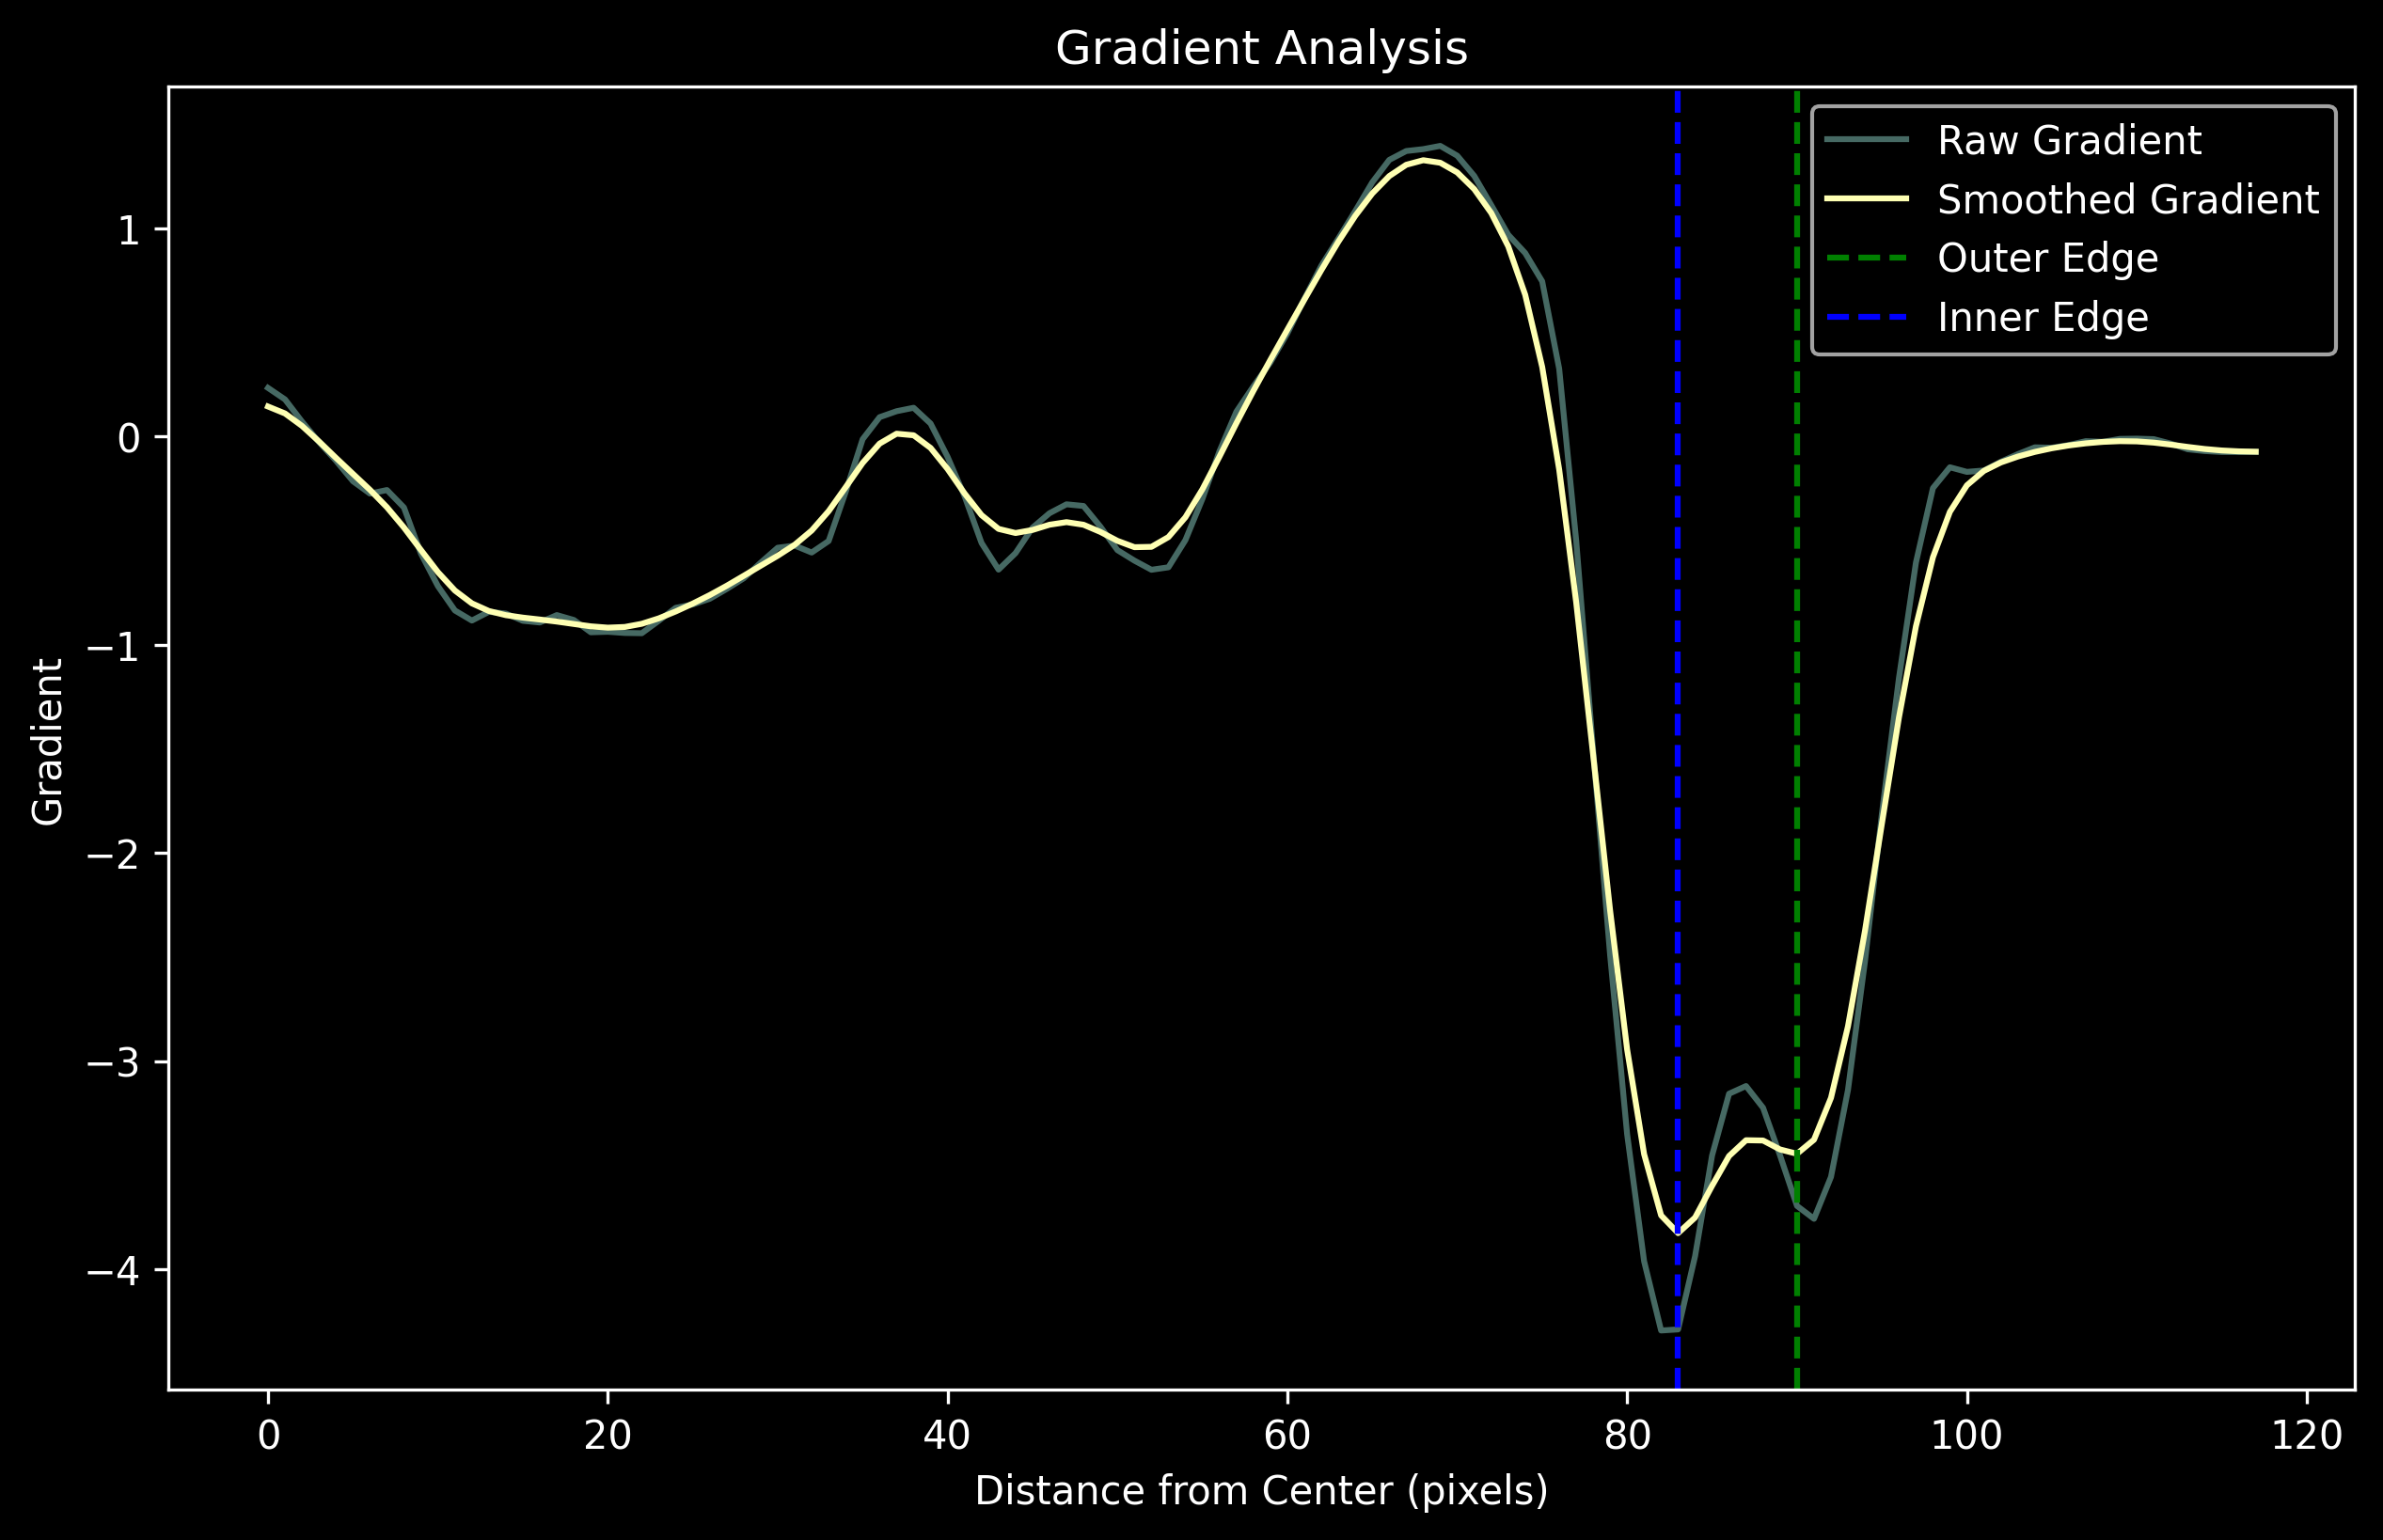 Gradient Analysis
Raw Gradient
Smoothed Gradient
Outer Edge
Inner Edge
1
0
−1
−2
−3
−4
Gradient
0 20 40 60 80 100 120
Distance from Center (pixels)